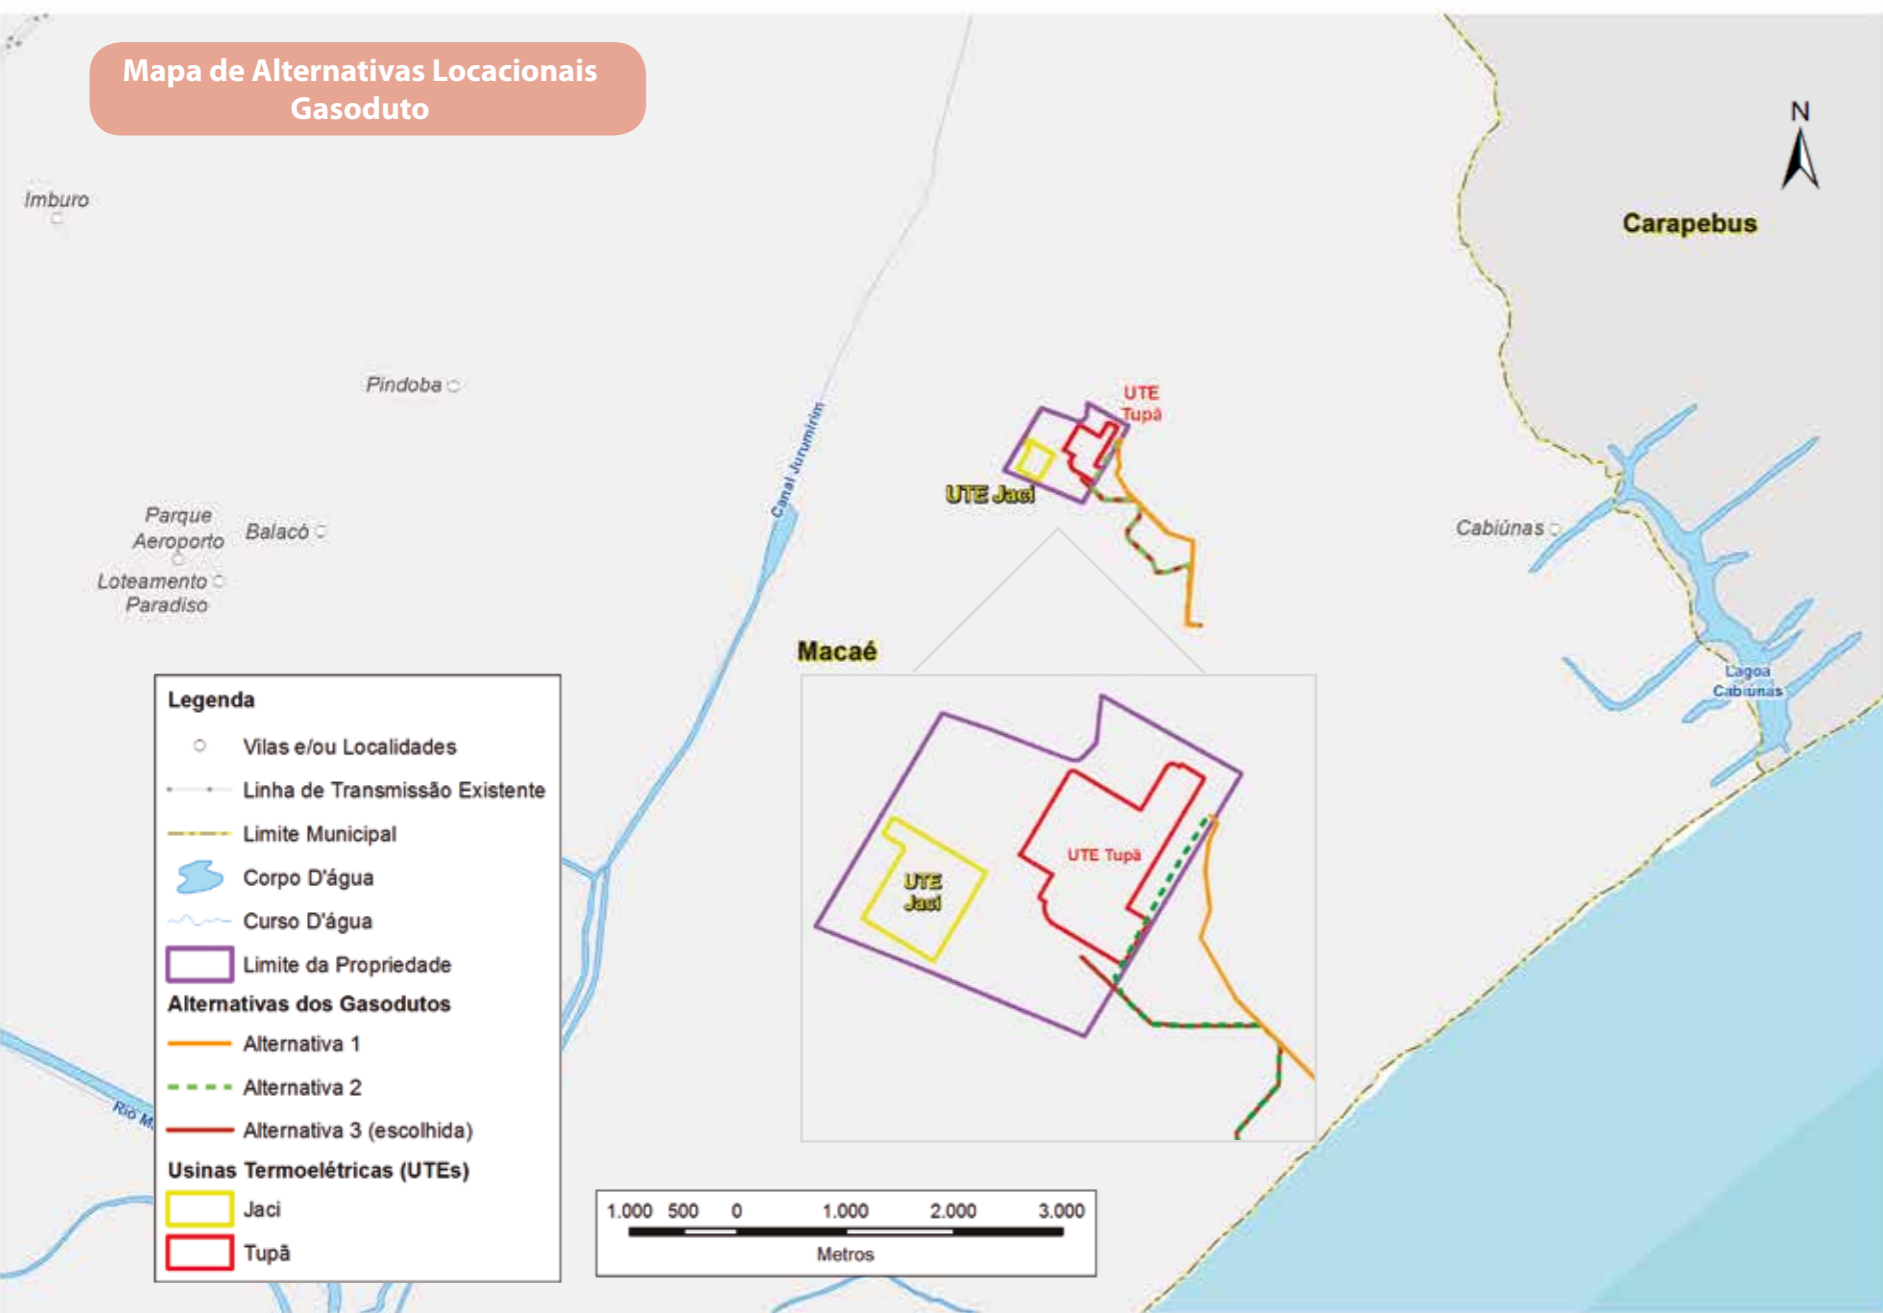 Mapa de Alternativas Locacionais
Gasoduto
N
Imburo
Carapebus
Pindoba
UTE
Tupã
Canal Jurumirim
UTE Jaci
Parque
Aeroporto
Balacó
Cabiúnas
Loteamento
Paradiso
Macaé
Lagoa
Cabiúnas
Legenda
Vilas e/ou Localidades
Linha de Transmissão Existente
Limite Municipal
Corpo D'água
Curso D'água
Limite da Propriedade
Alternativas dos Gasodutos
Alternativa 1
Alternativa 2
Alternativa 3 (escolhida)
Usinas Termoelétricas (UTEs)
Jaci
Tupã
UTE Tupã
UTE
Jaci
Rio M
1.000 500 0 1.000 2.000 3.000
Metros